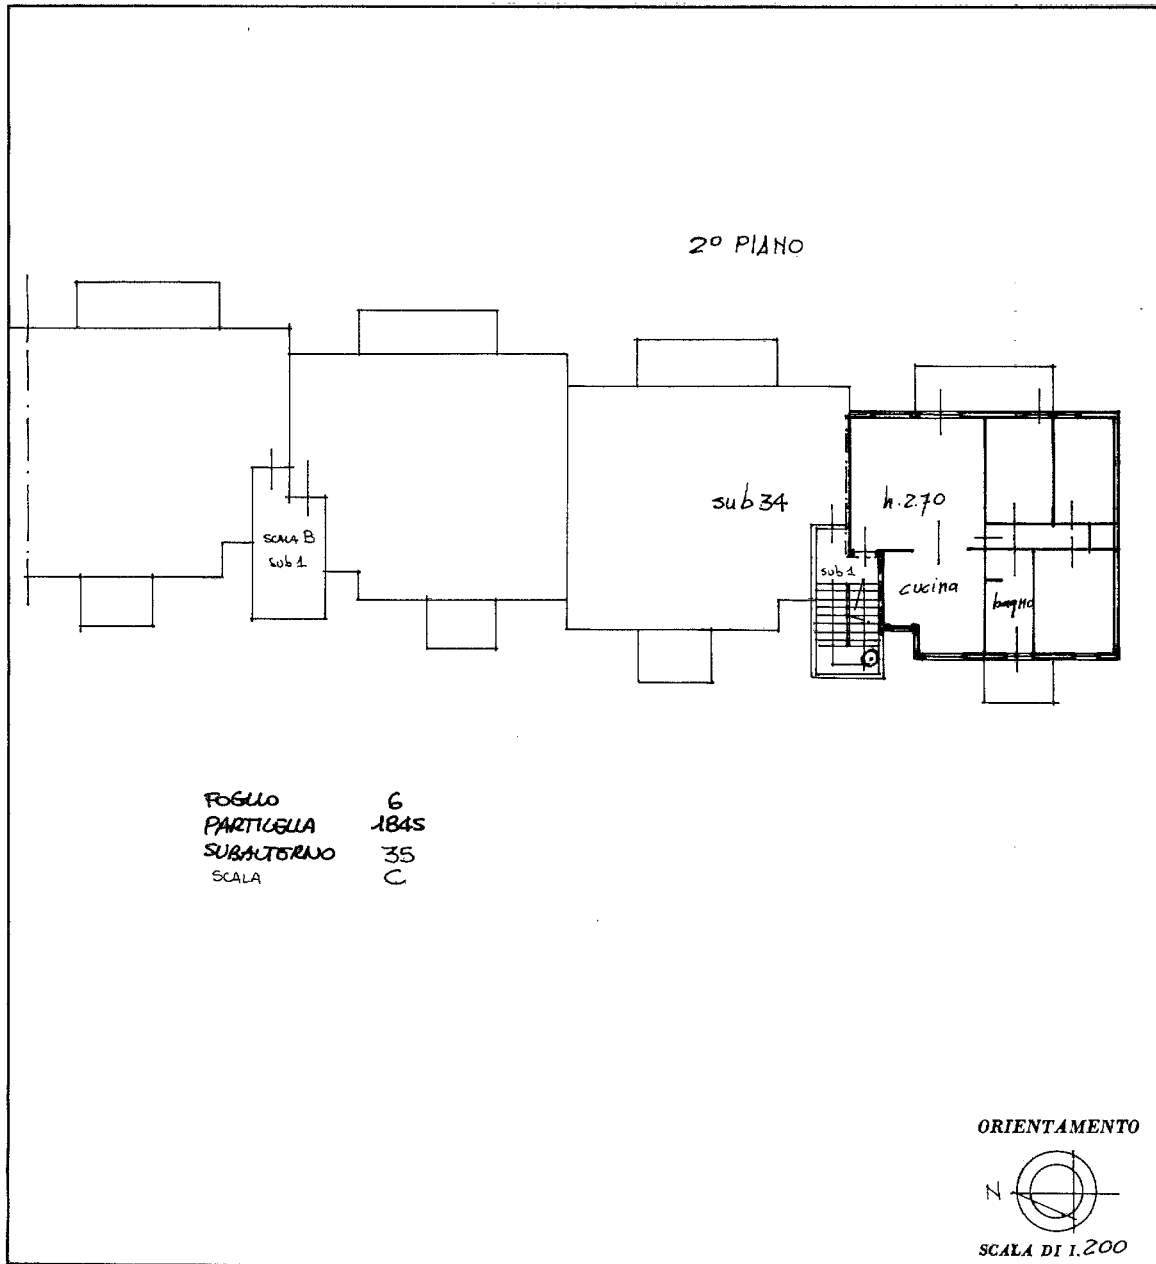 2º PIANO
sub 34
h. 2.70
SCALA B
sub 1
sub 1
cucina
bagno
FOGLIO 6
PARTICELLA 1845
SUBALTERNO 35
SCALA C
ORIENTAMENTO
N
SCALA DI 1.200